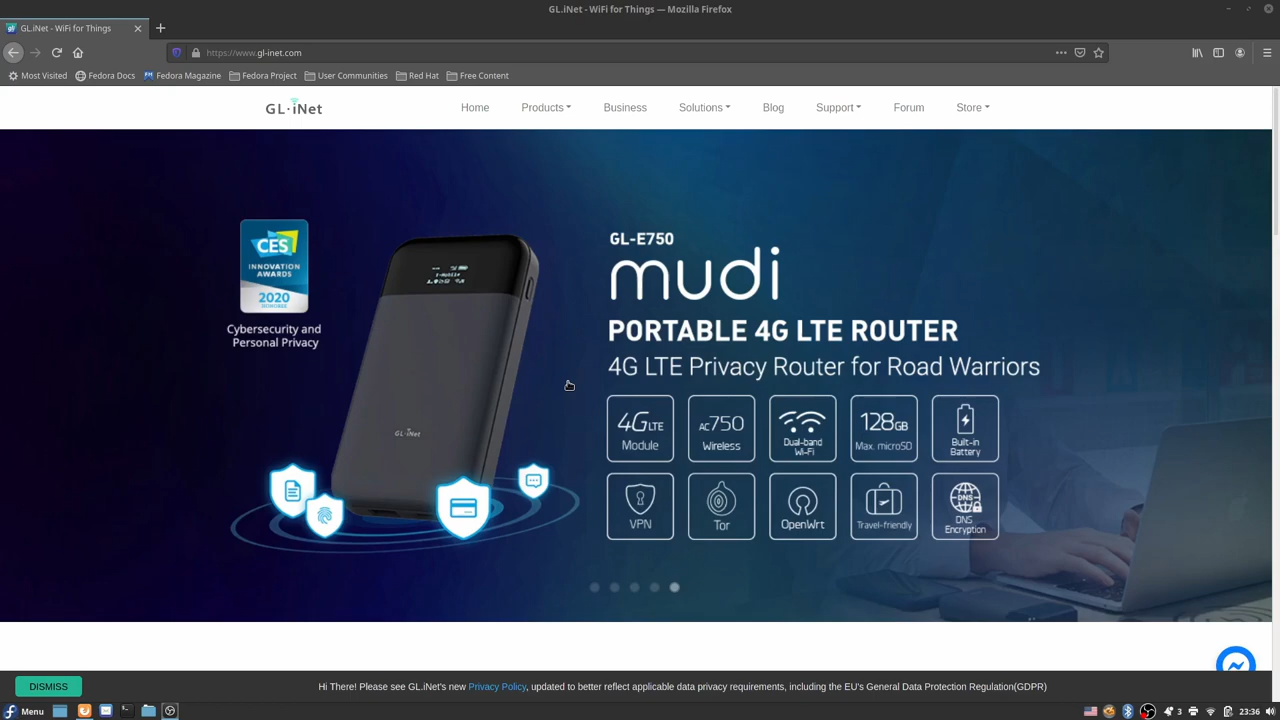 GL.iNet - WiFi for Things — Mozilla Firefox
GL.iNet - WiFi for Things
https://www.gl-inet.com
Most Visited Fedora Docs Fedora Magazine Fedora Project User Communities Red Hat Free Content
GL·iNet Home Products Business Solutions Blog Support Forum Store
CES
INNOVATION
AWARDS
2020
HONOREE
Cybersecurity and
Personal Privacy
GL·iNet
GL-E750
mudi
PORTABLE 4G LTE ROUTER
4G LTE Privacy Router for Road Warriors
4G LTE
Module
AC750
Wireless
Dual-band
Wi-Fi
128GB
Max. microSD
Built-in
Battery
VPN
Tor
OpenWrt
Travel-friendly
DNS
DNS
Encryption
DISMISS Hi There! Please see GL.iNet's new Privacy Policy, updated to better reflect applicable data privacy requirements, including the EU's General Data Protection Regulation(GDPR)
Menu 3 23:36